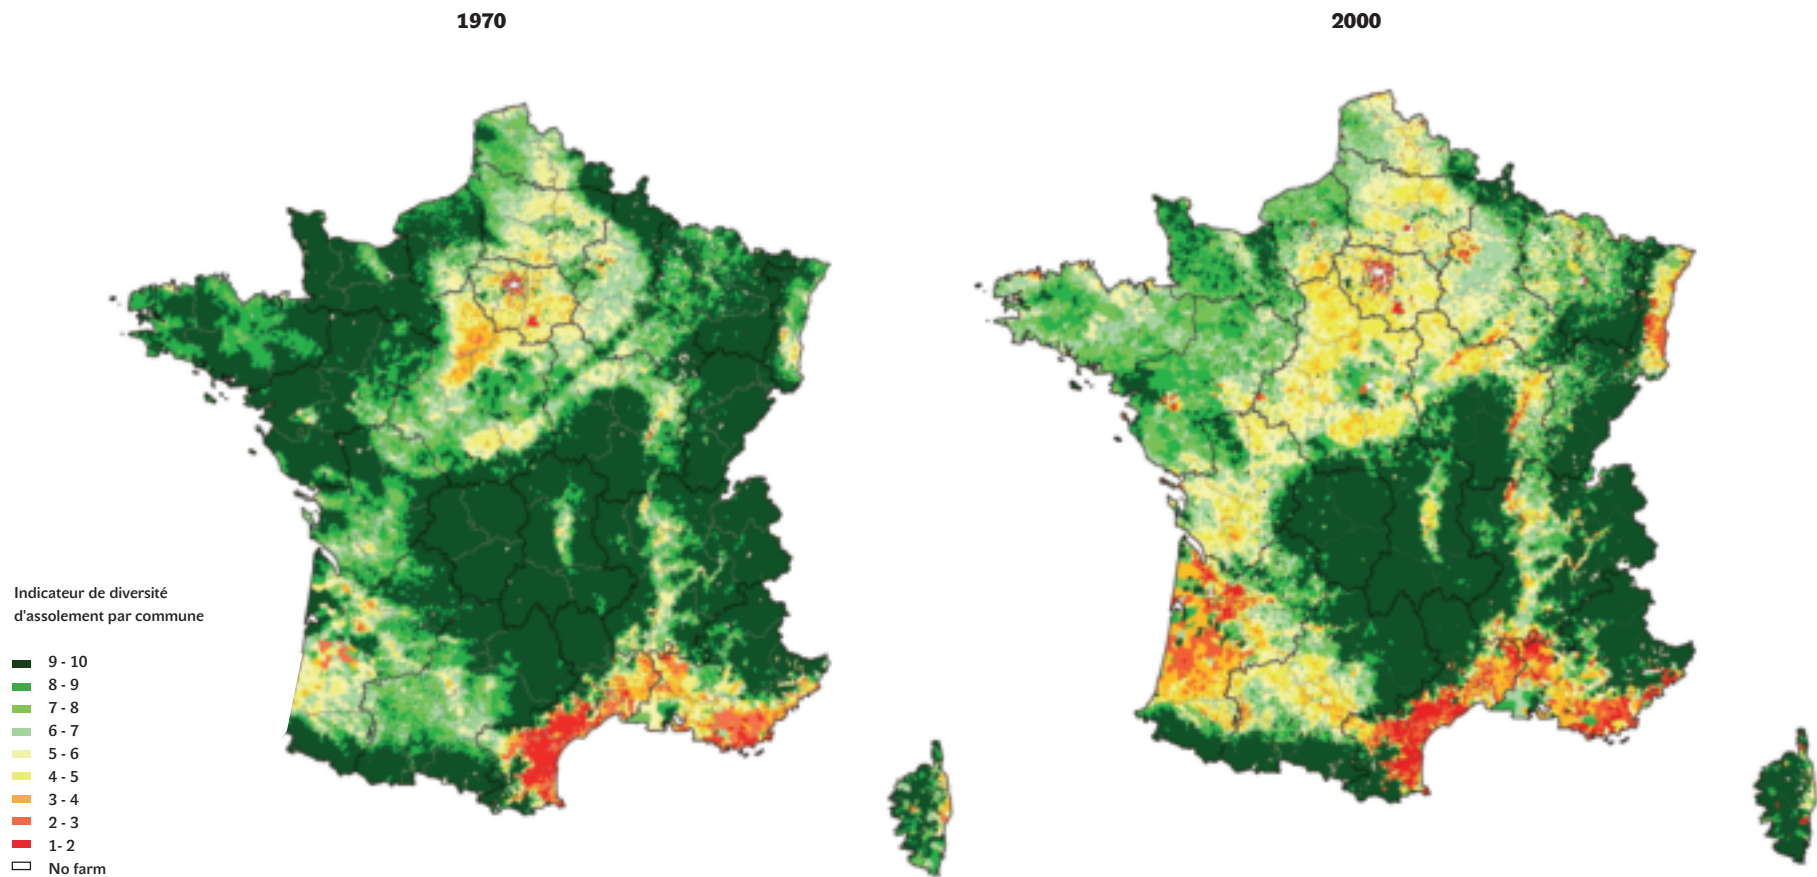 1970
2000
Indicateur de diversité
d'assolement par commune
9 - 10
8 - 9
7 - 8
6 - 7
5 - 6
4 - 5
3 - 4
2 - 3
1- 2
No farm